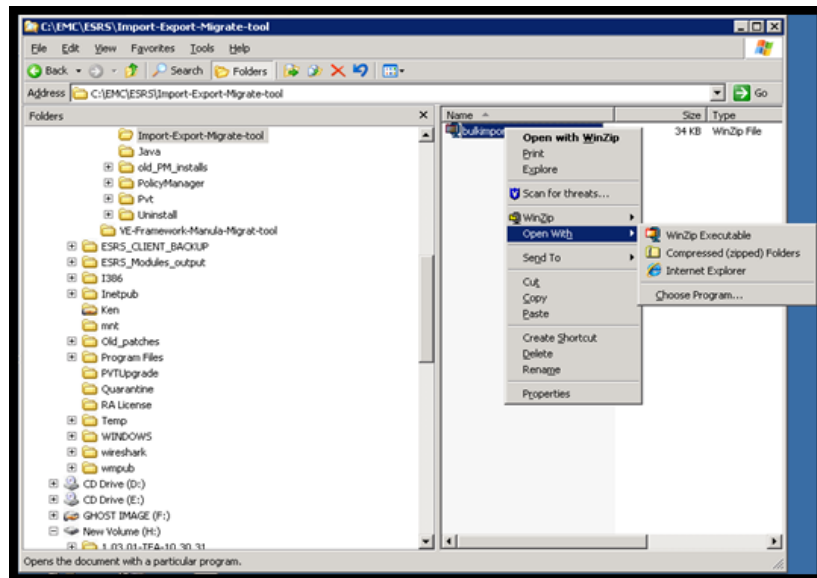 C:\EMC\ESRS\Import-Export-Migrate-tool
File Edit View Favorites Tools Help
Back Search Folders
Address C:\EMC\ESRS\Import-Export-Migrate-tool Go
Folders
Import-Export-Migrate-tool
Java
old_PM_installs
PolicyManager
Pvt
Uninstall
VE-Framework-Manula-Migrat-tool
ESRS_CLIENT_BACKUP
ESRS_Modules_output
I386
Inetpub
Ken
mnt
Old_patches
Program Files
PVTUpgrade
Quarantine
RA License
Temp
WINDOWS
wireshark
wmpub
CD Drive (D:)
CD Drive (E:)
GHOST IMAGE (F:)
New Volume (H:)
1.03.01-TEA-10.30.31
Name Size Type
bulkimpor 34 KB WinZip File
Open with WinZip
Print
Explore
Scan for threats...
WinZip
Open With
Send To
Cut
Copy
Paste
Create Shortcut
Delete
Rename
Properties
WinZip Executable
Compressed (zipped) Folders
Internet Explorer
Choose Program...
Opens the document with a particular program.